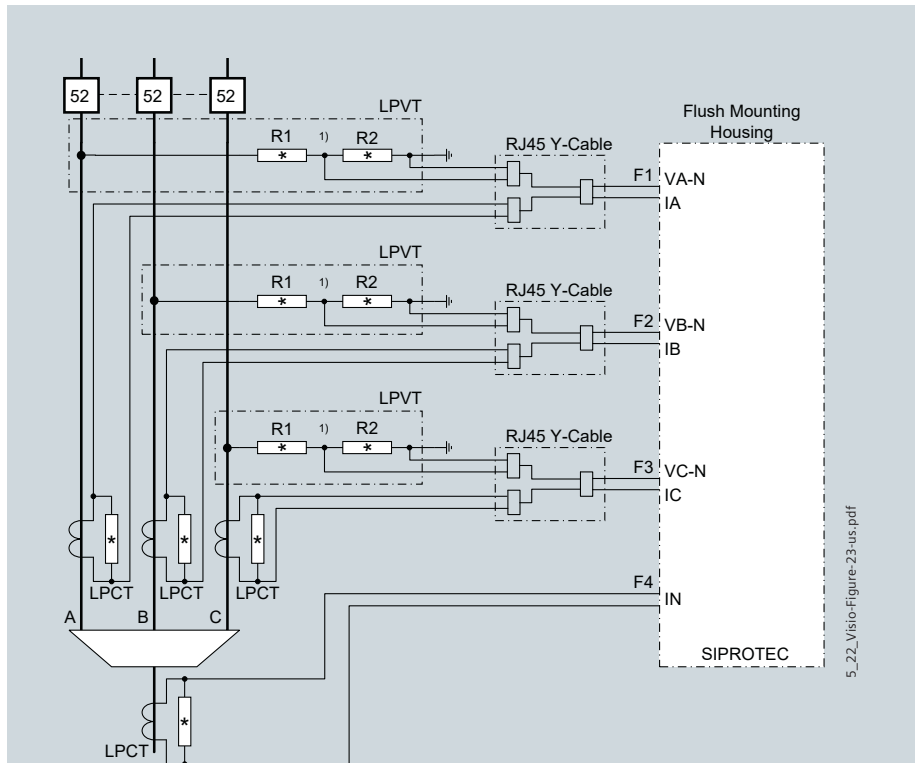 52 52 52
LPVT
Flush Mounting
Housing
R1 1) R2
RJ45 Y-Cable
F1 VA-N
IA
LPVT
R1 1) R2
RJ45 Y-Cable
F2 VB-N
IB
LPVT
R1 1) R2
RJ45 Y-Cable
F3 VC-N
IC
* * *
LPCT LPCT LPCT
F4 IN
A B C
SIPROTEC
*
LPCT
5_22_Visio-Figure-23-us.pdf